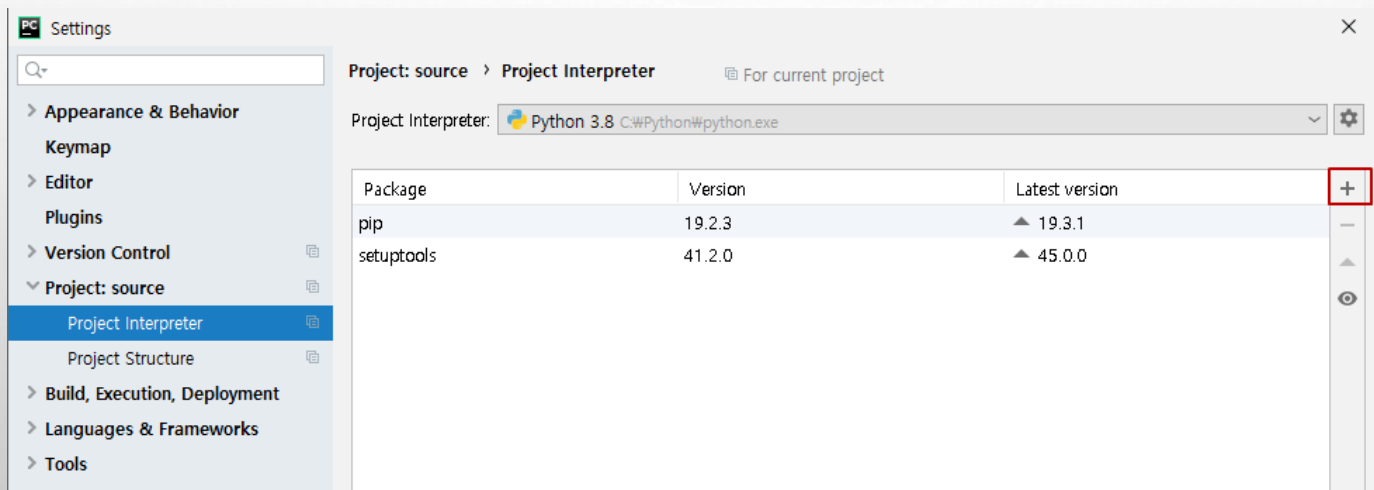 PC Settings
Project: source > Project Interpreter For current project
Project Interpreter: Python 3.8 C:₩Python₩python.exe
Appearance & Behavior
Keymap
Editor
Plugins
Version Control
Project: source
Project Interpreter
Project Structure
Build, Execution, Deployment
Languages & Frameworks
Tools
Package Version Latest version
pip 19.2.3 19.3.1
setuptools 41.2.0 45.0.0